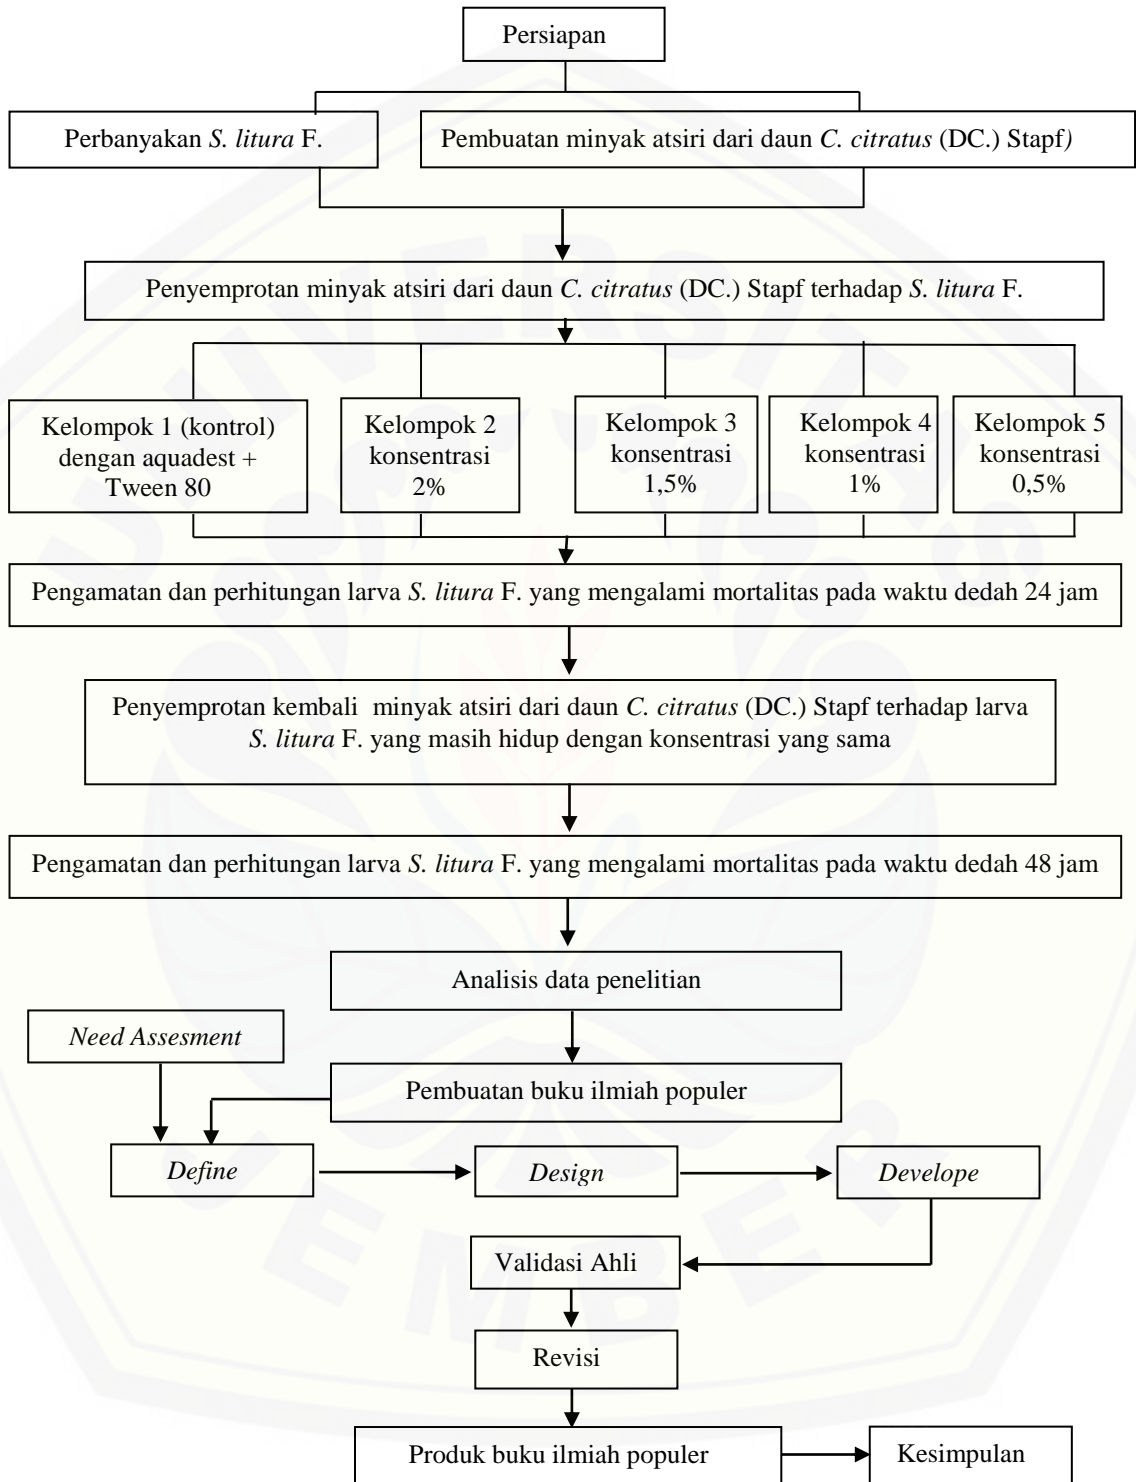 Persiapan
Perbanyakan S. litura F.
Pembuatan minyak atsiri dari daun C. citratus (DC.) Stapf)
Penyemprotan minyak atsiri dari daun C. citratus (DC.) Stapf terhadap S. litura F.
Kelompok 1 (kontrol)
dengan aquadest +
Tween 80
Kelompok 2
konsentrasi
2%
Kelompok 3
konsentrasi
1,5%
Kelompok 4
konsentrasi
1%
Kelompok 5
konsentrasi
0,5%
Pengamatan dan perhitungan larva S. litura F. yang mengalami mortalitas pada waktu dedah 24 jam
Penyemprotan kembali minyak atsiri dari daun C. citratus (DC.) Stapf terhadap larva
S. litura F. yang masih hidup dengan konsentrasi yang sama
Pengamatan dan perhitungan larva S. litura F. yang mengalami mortalitas pada waktu dedah 48 jam
Analisis data penelitian
Need Assesment
Pembuatan buku ilmiah populer
Define
Design
Develope
Validasi Ahli
Revisi
Produk buku ilmiah populer
Kesimpulan
UNIVERSITAS
JEMBER